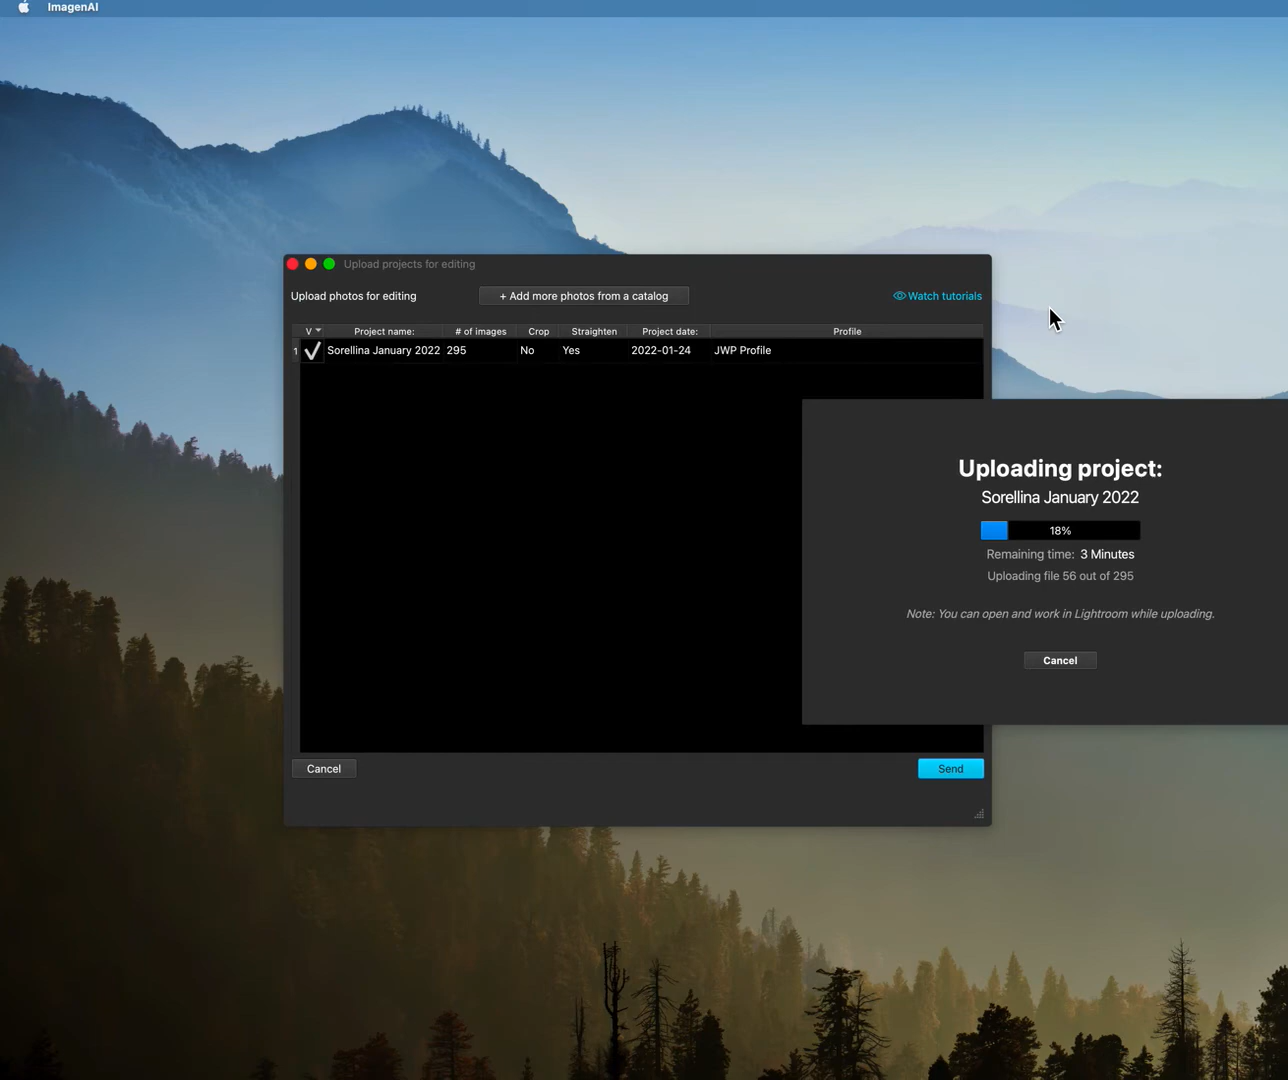 ImagenAI
Upload projects for editing
Upload photos for editing
+ Add more photos from a catalog
Watch tutorials
V Project name: # of images Crop Straighten Project date: Profile
1 Sorellina January 2022 295 No Yes 2022-01-24 JWP Profile
Uploading project:
Sorellina January 2022
18%
Remaining time: 3 Minutes
Uploading file 56 out of 295
Note: You can open and work in Lightroom while uploading.
Cancel
Cancel Send